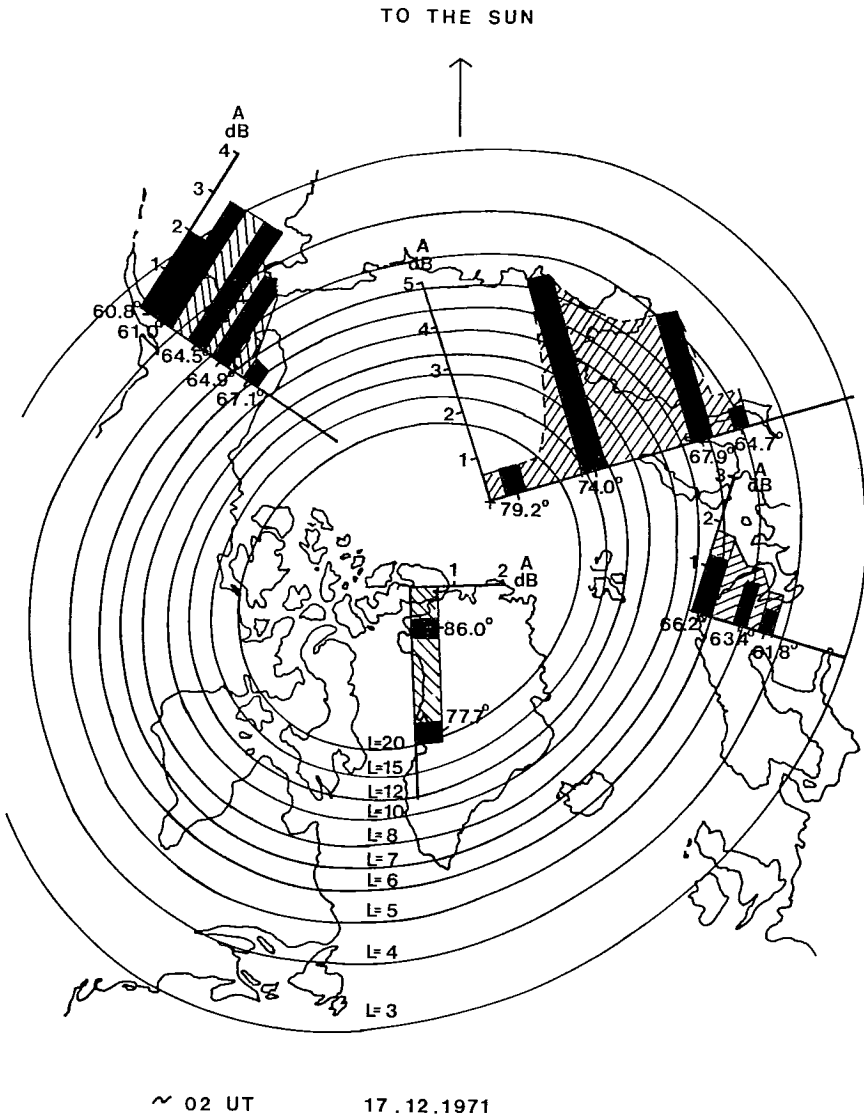 TO THE SUN
A
dB
4
3
2
1
60.8°
61.0°
64.5°
64.9°
67.1°
A
dB
5
4
3
2
1
79.2°
74.0°
67.9°
64.7°
A
dB
3
2
1
66.2°
63.4°
61.8°
1
2
A
dB
86.0°
77.7°
L=20
L=15
L=12
L=10
L=8
L=7
L=6
L=5
L=4
L=3
~ 02 UT
17.12.1971